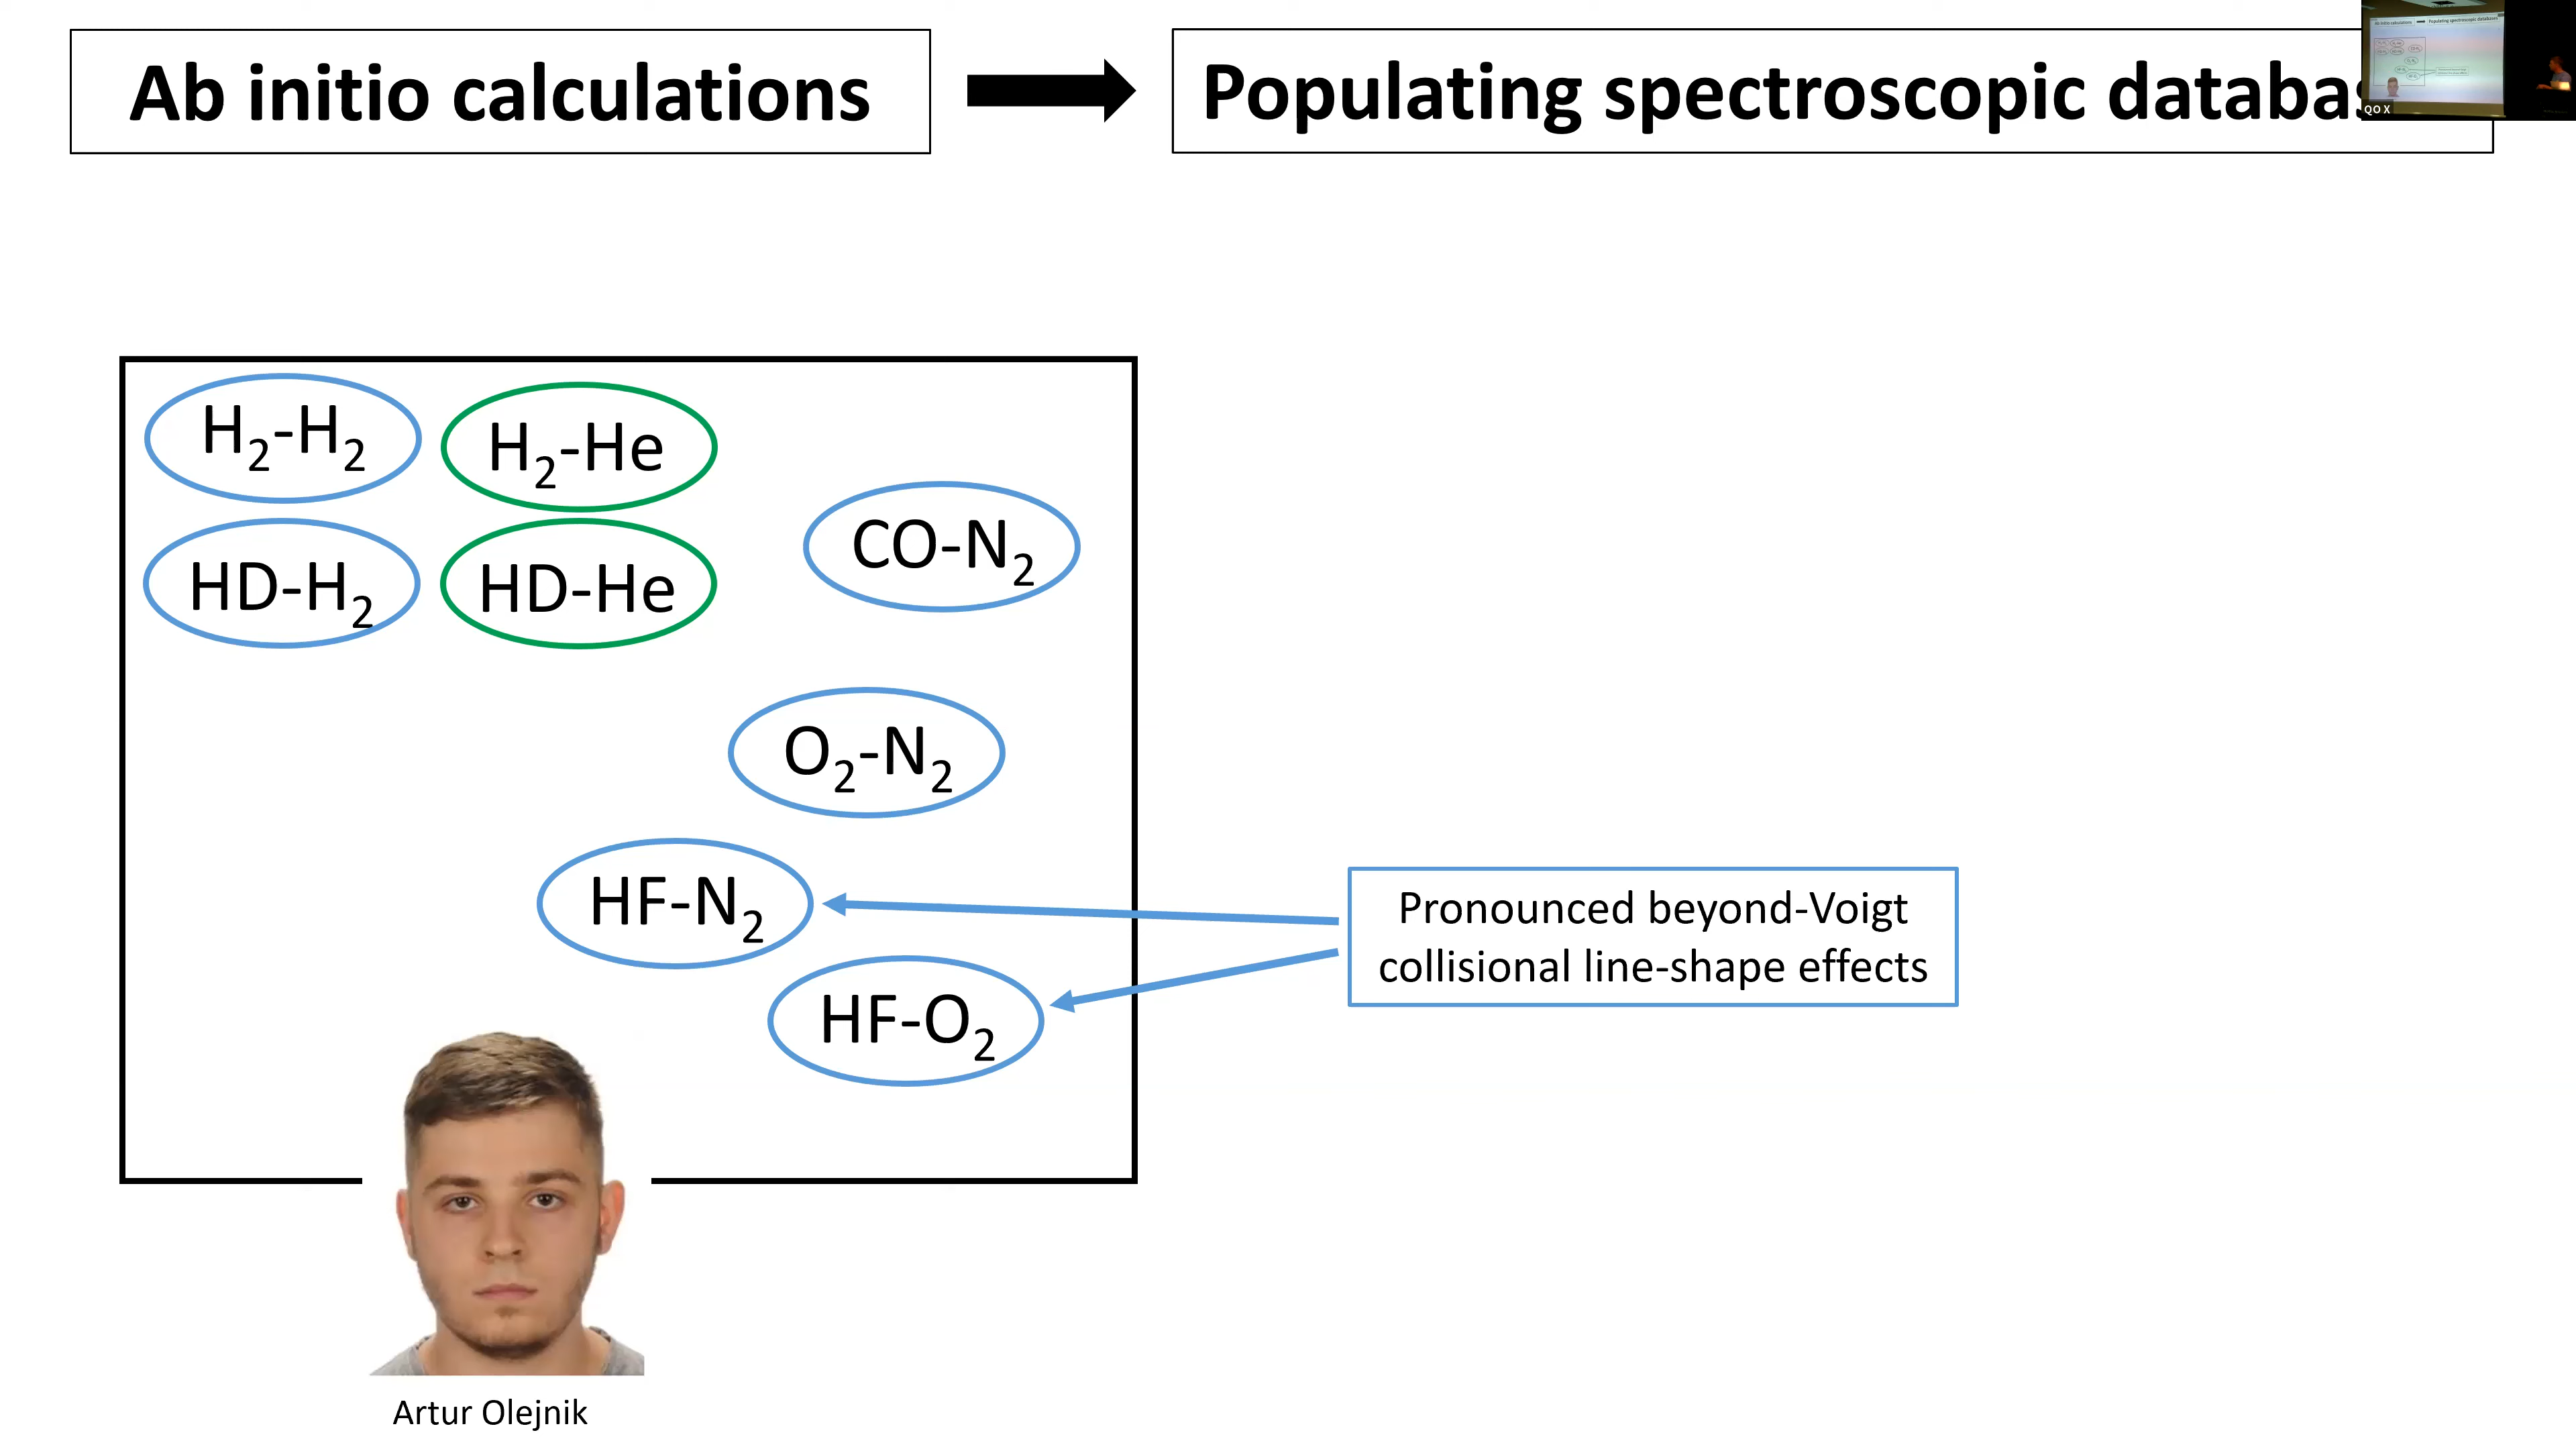 Ab initio calculations
Populating spectroscopic databas
QO X
H₂-H₂
H₂-He
HD-H₂
HD-He
CO-N₂
O₂-N₂
HF-N₂
HF-O₂
Pronounced beyond-Voigt
collisional line-shape effects
Artur Olejnik